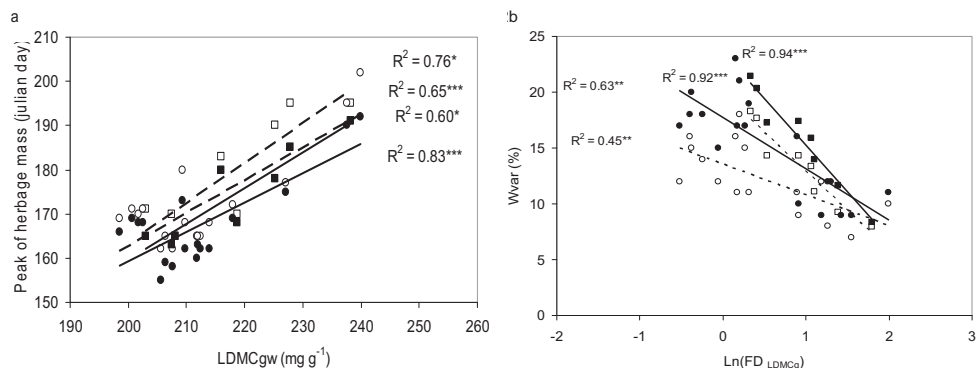 a
Peak of herbage mass (julian day)
210
200
190
180
170
160
150
190 200 210 220 230 240 250 260
LDMCgw (mg g-1)
R2 = 0.76*
R2 = 0.65***
R2 = 0.60*
R2 = 0.83***
2b
Wvar (%)
25
20
15
10
5
0
-2 -1 0 1 2 3
Ln(FD LDMCg)
R2 = 0.94***
R2 = 0.63**
R2 = 0.92***
R2 = 0.45**